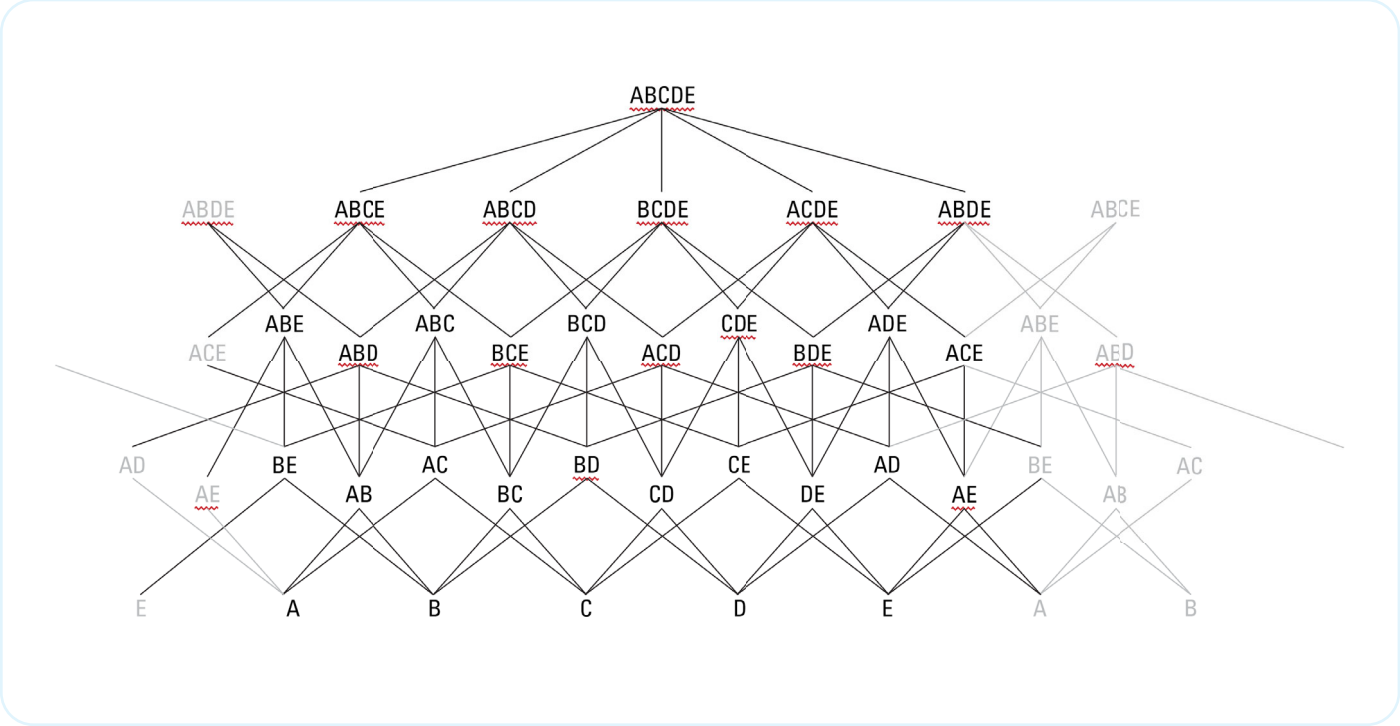 ABCDE
ABDE ABCE ABCD BCDE ACDE ABDE ABCE
ABE ABC BCD CDE ADE ABE
ACE ABD BCE ACD BDE ACE ABD
AD BE AC BD CE AD BE AC
AE AB BC CD DE AE AB
E A B C D E A B